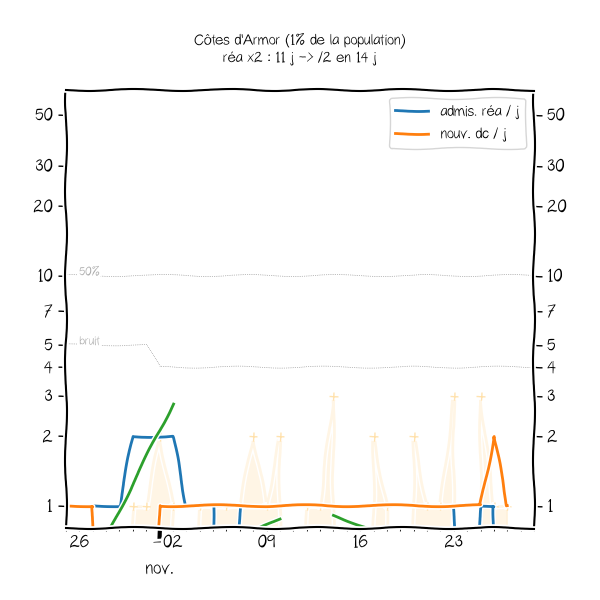 Côtes d'Armor (1% de la population)
réa x2 : 11 j -> /2 en 14 j
admis. réa / j
nouv. dc / j
50 50
30 30
20 20
50%
10 10
7 7
bruit
5 5
4 4
3 3
2 2
1 1
26 02 09 16 23
nov.